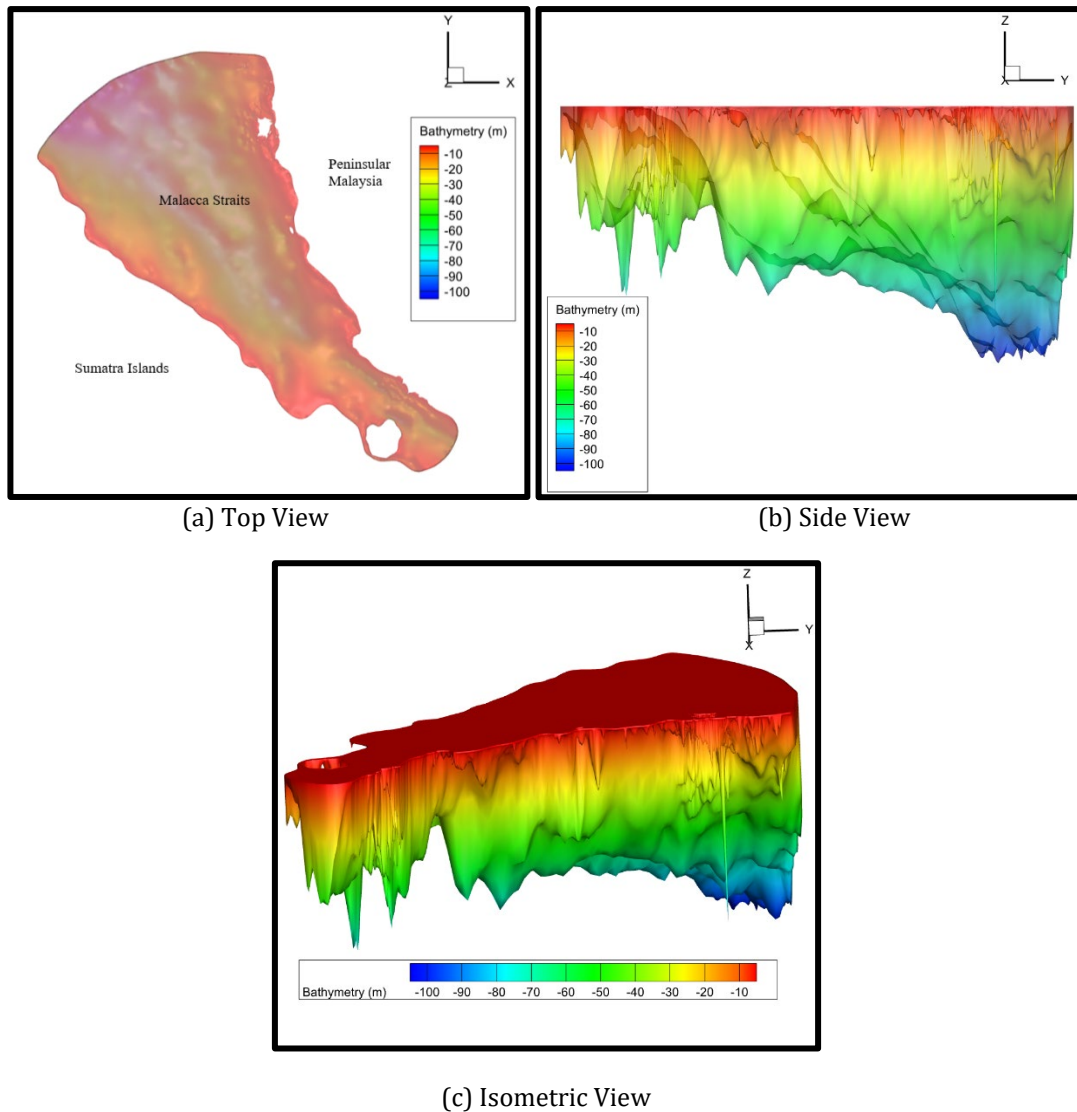 Y
Z
X
Bathymetry (m)
-10
-20
-30
-40
-50
-60
-70
-80
-90
-100
Peninsular
Malaysia
Malacca Straits
Sumatra Islands
(a) Top View
Z
X
Y
Bathymetry (m)
-10
-20
-30
-40
-50
-60
-70
-80
-90
-100
(b) Side View
Z
Y
X
Bathymetry (m)
-100 -90 -80 -70 -60 -50 -40 -30 -20 -10
(c) Isometric View